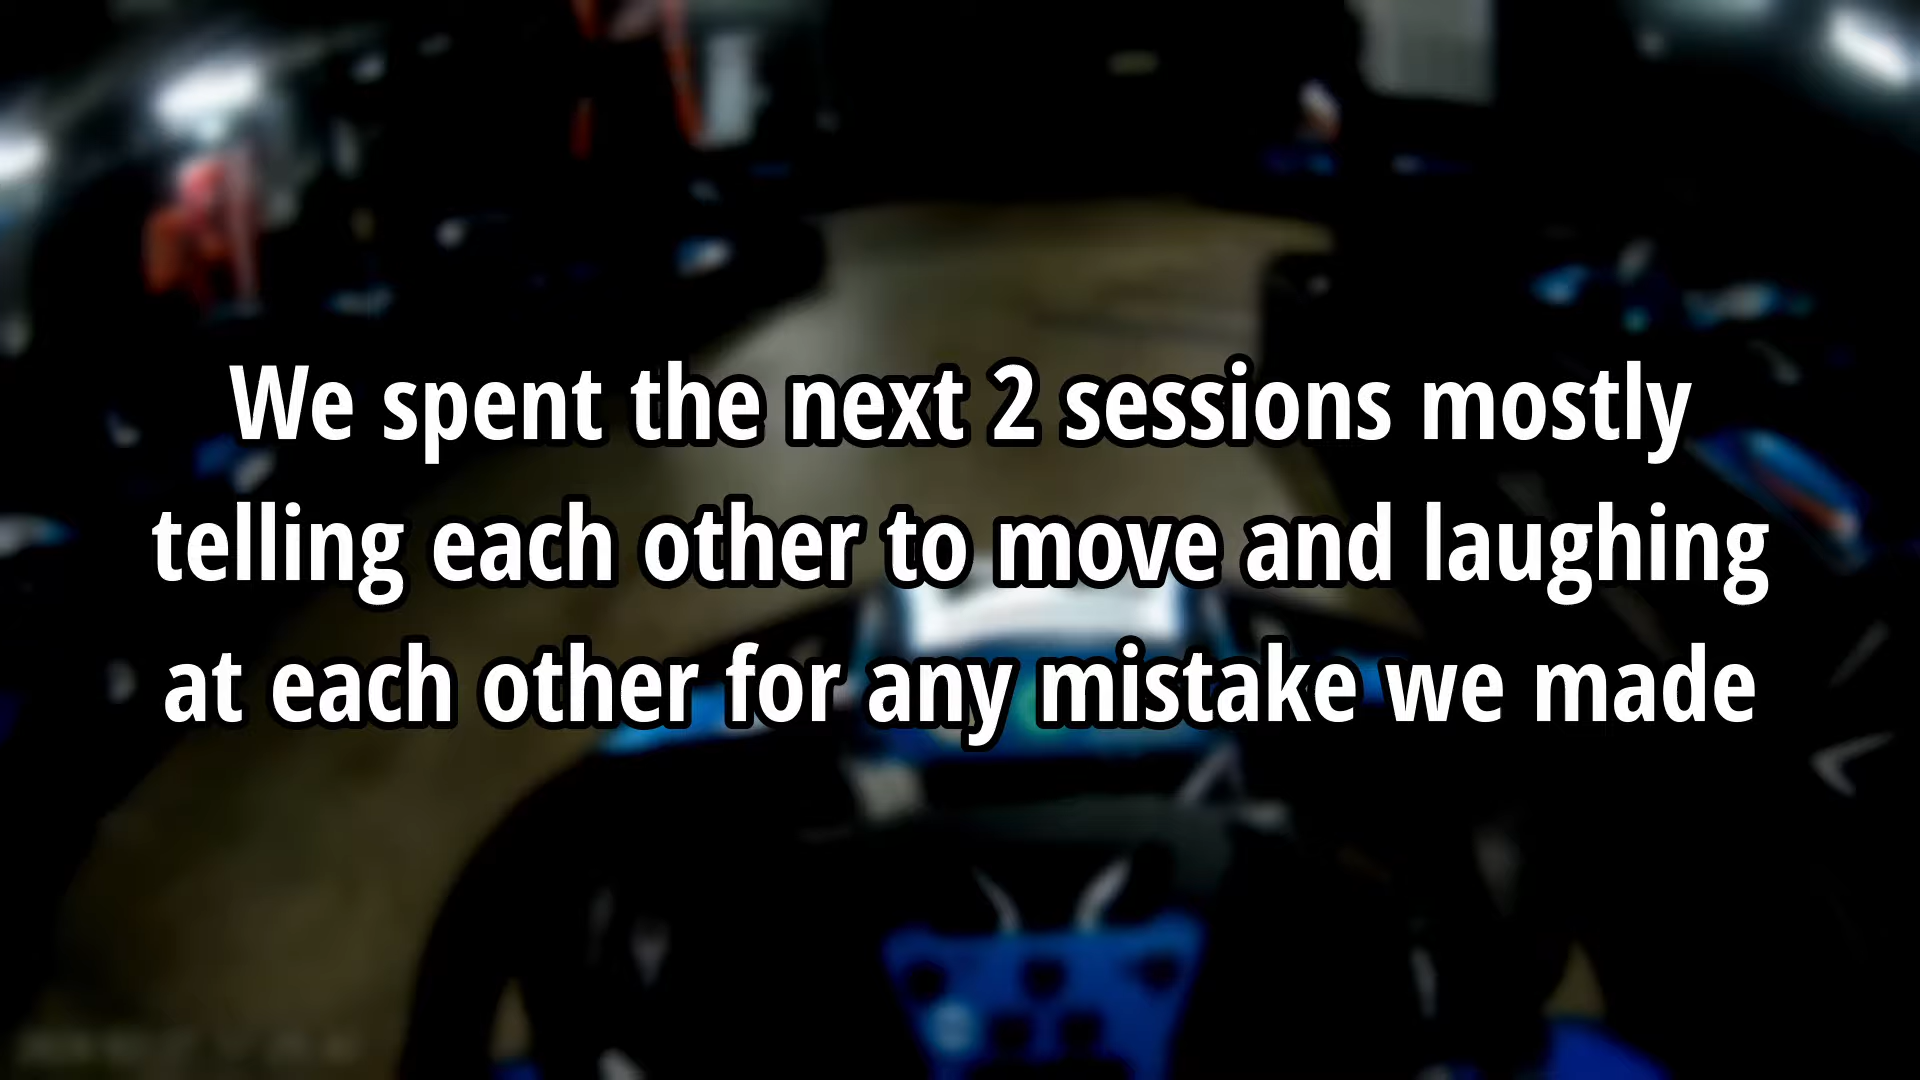 We spent the next 2 sessions mostly
telling each other to move and laughing
at each other for any mistake we made